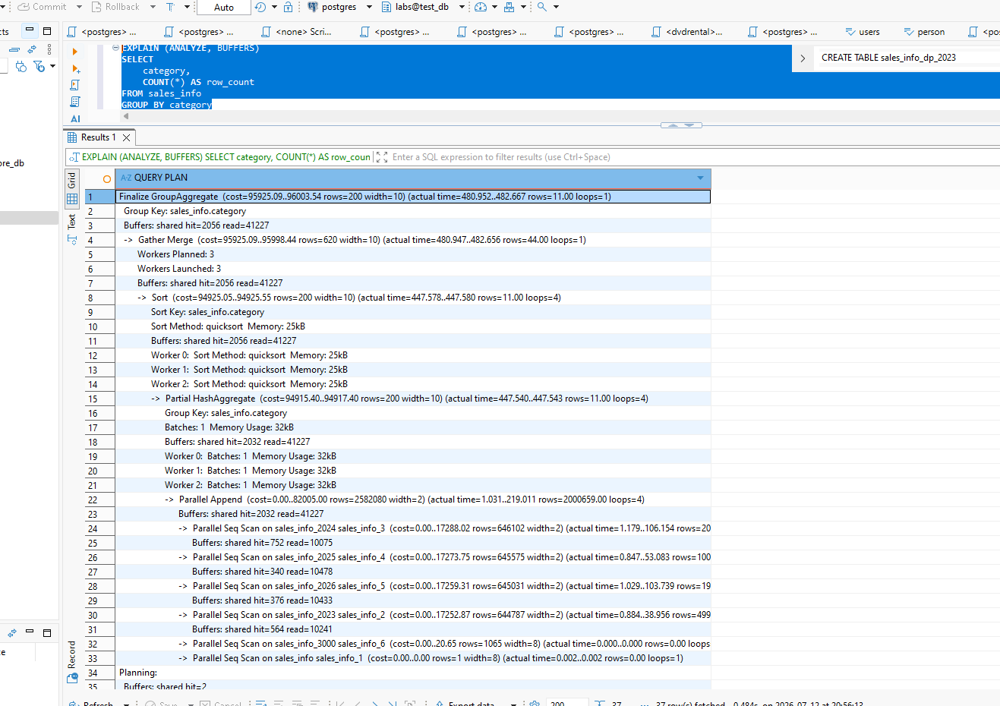 Commit Rollback Auto postgres labs@test_db
<postgres> ... <postgres> ... <none> Scri... <postgres> ... <postgres> ... <postgres> ... <dvdrental>... <postgres> ... users person <pos
EXPLAIN (ANALYZE, BUFFERS)
SELECT
category,
COUNT(*) AS row_count
FROM sales_info
GROUP BY category
CREATE TABLE sales_info_dp_2023
AI
ore_db
Results 1
EXPLAIN (ANALYZE, BUFFERS) SELECT category, COUNT(*) AS row_coun Enter a SQL expression to filter results (use Ctrl+Space)
Grid
Text
Record
A-Z QUERY PLAN
1 Finalize GroupAggregate (cost=95925.09..96003.54 rows=200 width=10) (actual time=480.952..482.667 rows=11.00 loops=1)
2 Group Key: sales_info.category
3 Buffers: shared hit=2056 read=41227
4 -> Gather Merge (cost=95925.09..95998.44 rows=620 width=10) (actual time=480.947..482.656 rows=44.00 loops=1)
5 Workers Planned: 3
6 Workers Launched: 3
7 Buffers: shared hit=2056 read=41227
8 -> Sort (cost=94925.05..94925.55 rows=200 width=10) (actual time=447.578..447.580 rows=11.00 loops=4)
9 Sort Key: sales_info.category
10 Sort Method: quicksort Memory: 25kB
11 Buffers: shared hit=2056 read=41227
12 Worker 0: Sort Method: quicksort Memory: 25kB
13 Worker 1: Sort Method: quicksort Memory: 25kB
14 Worker 2: Sort Method: quicksort Memory: 25kB
15 -> Partial HashAggregate (cost=94915.40..94917.40 rows=200 width=10) (actual time=447.540..447.543 rows=11.00 loops=4)
16 Group Key: sales_info.category
17 Batches: 1 Memory Usage: 32kB
18 Buffers: shared hit=2032 read=41227
19 Worker 0: Batches: 1 Memory Usage: 32kB
20 Worker 1: Batches: 1 Memory Usage: 32kB
21 Worker 2: Batches: 1 Memory Usage: 32kB
22 -> Parallel Append (cost=0.00..82005.00 rows=2582080 width=2) (actual time=1.031..219.011 rows=2000659.00 loops=4)
23 Buffers: shared hit=2032 read=41227
24 -> Parallel Seq Scan on sales_info_2024 sales_info_3 (cost=0.00..17288.02 rows=646102 width=2) (actual time=1.179..106.154 rows=20
25 Buffers: shared hit=752 read=10075
26 -> Parallel Seq Scan on sales_info_2025 sales_info_4 (cost=0.00..17273.75 rows=645575 width=2) (actual time=0.847..53.083 rows=100
27 Buffers: shared hit=340 read=10478
28 -> Parallel Seq Scan on sales_info_2026 sales_info_5 (cost=0.00..17259.31 rows=645031 width=2) (actual time=1.029..103.739 rows=19
29 Buffers: shared hit=376 read=10433
30 -> Parallel Seq Scan on sales_info_2023 sales_info_2 (cost=0.00..17252.87 rows=644787 width=2) (actual time=0.884..38.956 rows=499
31 Buffers: shared hit=564 read=10241
32 -> Parallel Seq Scan on sales_info_3000 sales_info_6 (cost=0.00..20.65 rows=1065 width=8) (actual time=0.000..0.000 rows=0.00 loops
33 -> Parallel Seq Scan on sales_info sales_info_1 (cost=0.00..0.00 rows=1 width=8) (actual time=0.002..0.002 rows=0.00 loops=1)
34 Planning:
35 Buffers: shared hit=2
Refresh Save Cancel Export data 200 37 ... 37 row(s) fetched - 0.484s, on 2026-07-12 at 20:56:13